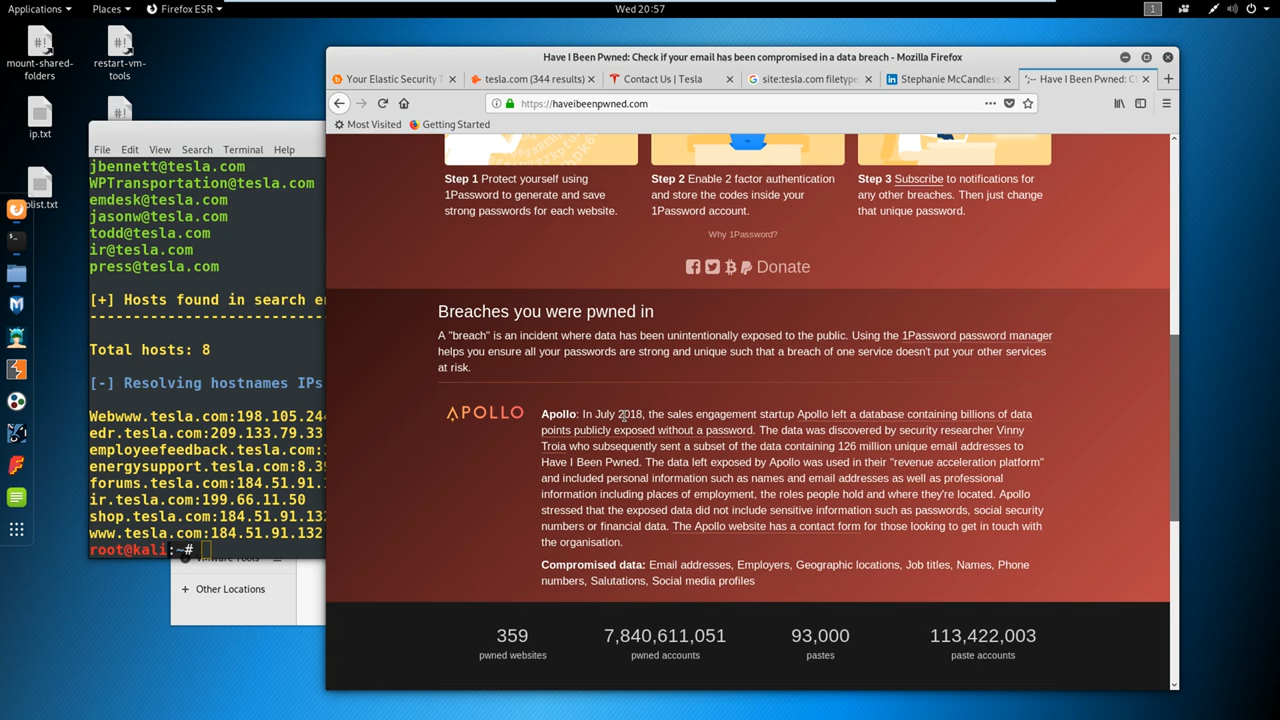 Applications Places Firefox ESR Wed 20:57 1
mount-shared-folders
restart-vm-tools
ip.txt
list.txt
Have I Been Pwned: Check if your email has been compromised in a data breach - Mozilla Firefox
Your Elastic Security T
tesla.com (344 results)
Contact Us | Tesla
site:tesla.com filetype
Stephanie McCandless
Have I Been Pwned: C
https://haveibeenpwned.com
Most Visited Getting Started
File Edit View Search Terminal Help
jbennett@tesla.com
WPTransportation@tesla.com
emdesk@tesla.com
jasonw@tesla.com
todd@tesla.com
ir@tesla.com
press@tesla.com
[+] Hosts found in search en
----------------------------
Total hosts: 8
[-] Resolving hostnames IPs
Webwww.tesla.com:198.105.244
edr.tesla.com:209.133.79.33
employeefeedback.tesla.com:
energysupport.tesla.com:8.39
forums.tesla.com:184.51.91.1
ir.tesla.com:199.66.11.50
shop.tesla.com:184.51.91.132
www.tesla.com:184.51.91.132
root@kali:~#
+ Other Locations
Step 1 Protect yourself using
1Password to generate and save
strong passwords for each website.
Step 2 Enable 2 factor authentication
and store the codes inside your
1Password account.
Step 3 Subscribe to notifications for
any other breaches. Then just change
that unique password.
Why 1Password?
Donate
Breaches you were pwned in
A "breach" is an incident where data has been unintentionally exposed to the public. Using the 1Password password manager
helps you ensure all your passwords are strong and unique such that a breach of one service doesn't put your other services
at risk.
APOLLO
Apollo: In July 2018, the sales engagement startup Apollo left a database containing billions of data
points publicly exposed without a password. The data was discovered by security researcher Vinny
Troia who subsequently sent a subset of the data containing 126 million unique email addresses to
Have I Been Pwned. The data left exposed by Apollo was used in their "revenue acceleration platform"
and included personal information such as names and email addresses as well as professional
information including places of employment, the roles people hold and where they're located. Apollo
stressed that the exposed data did not include sensitive information such as passwords, social security
numbers or financial data. The Apollo website has a contact form for those looking to get in touch with
the organisation.
Compromised data: Email addresses, Employers, Geographic locations, Job titles, Names, Phone
numbers, Salutations, Social media profiles
359 7,840,611,051 93,000 113,422,003
pwned websites pwned accounts pastes paste accounts